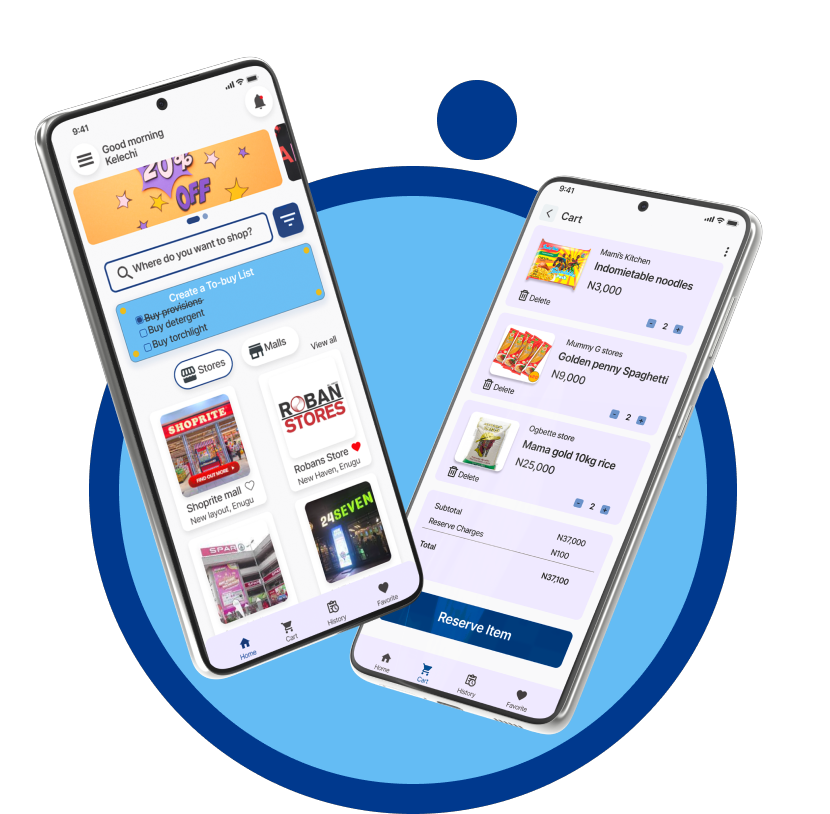 9:41
Good morning
Kelechi
20%
OFF
Where do you want to shop?
Create a To-buy List
Buy provisions
Buy detergent
Buy torchlight
Stores
Malls
View all
SHOPRITE
FIND OUT MORE
Shoprite mall
New layout, Enugu
ROBAN
STORES
Robans Store
New Haven, Enugu
SPAR
24SEVEN
Home
Cart
History
Favorite
9:41
Cart
Mami's Kitchen
Indomietable noodles
N3,000
Delete
2
Mummy G stores
Golden penny Spaghetti
N9,000
Delete
2
Ogbette store
Mama gold 10kg rice
N25,000
Delete
2
Subtotal
N37,000
Reserve Charges
N100
Total
N37,100
Reserve Item
Home
Cart
History
Favorite